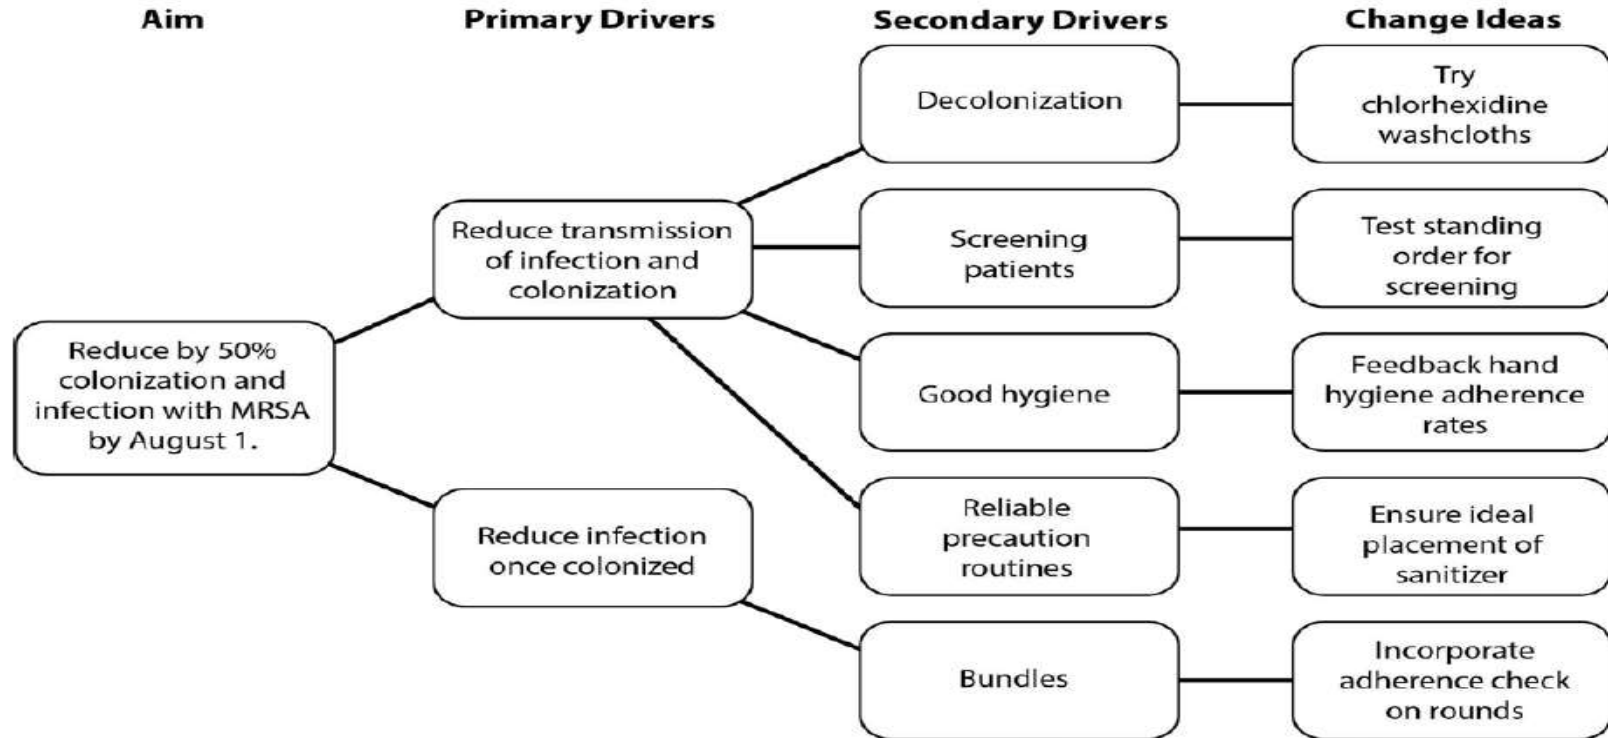 Aim
Primary Drivers
Secondary Drivers
Change Ideas
Reduce by 50%
colonization and
infection with MRSA
by August 1.
Reduce transmission
of infection and
colonization
Reduce infection
once colonized
Decolonization
Screening
patients
Good hygiene
Reliable
precaution
routines
Bundles
Try
chlorhexidine
washcloths
Test standing
order for
screening
Feedback hand
hygiene adherence
rates
Ensure ideal
placement of
sanitizer
Incorporate
adherence check
on rounds